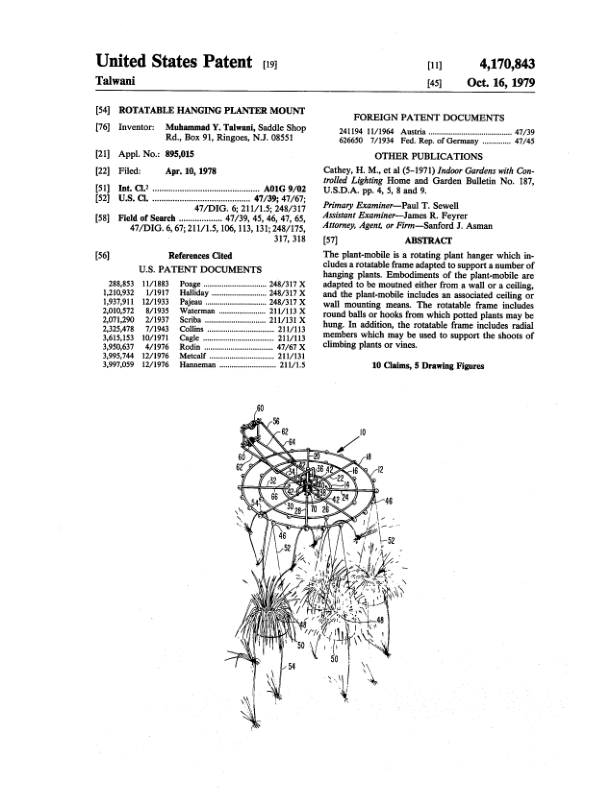 United States Patent [19]
Talwani
[11] 4,170,843
[45] Oct. 16, 1979
[54] ROTATABLE HANGING PLANTER MOUNT
[76] Inventor: Muhammad Y. Talwani, Saddle Shop
Rd., Box 91, Ringoes, N.J. 08551
[21] Appl. No.: 895,015
[22] Filed: Apr. 10, 1978
[51] Int. Cl.² ............................................. A01G 9/02
[52] U.S. Cl. ........................................ 47/39; 47/67;
47/DIG. 6; 211/1.5; 248/317
[58] Field of Search .................. 47/39, 45, 46, 47, 65,
47/DIG. 6, 67; 211/1.5, 106, 113, 131; 248/175,
317, 318
[56] References Cited
U.S. PATENT DOCUMENTS
288,853 11/1883 Posge ............................ 248/317 X
1,210,932 1/1917 Halliday ......................... 248/317 X
1,937,911 12/1933 Pajeau ........................... 248/317 X
2,010,572 8/1935 Waterman ..................... 211/113 X
2,071,290 2/1937 Scriba ............................ 211/131 X
2,325,478 7/1943 Collins .............................. 211/113
3,615,153 10/1971 Cagle ................................ 211/113
3,950,637 4/1976 Rodin ............................... 47/67 X
3,995,744 12/1976 Metcalf ............................. 211/131
3,997,059 12/1976 Hanneman ......................... 211/1.5
FOREIGN PATENT DOCUMENTS
241194 11/1964 Austria .................................... 47/39
626650 7/1934 Fed. Rep. of Germany ............ 47/45
OTHER PUBLICATIONS
Cathey, H. M., et al (5-1971) Indoor Gardens with Con-
trolled Lighting Home and Garden Bulletin No. 187,
U.S.D.A. pp. 4, 5, 8 and 9.
Primary Examiner—Paul T. Sewell
Assistant Examiner—James R. Feyrer
Attorney, Agent, or Firm—Sanford J. Asman
[57] ABSTRACT
The plant-mobile is a rotating plant hanger which in-
cludes a rotatable frame adapted to support a number of
hanging plants. Embodiments of the plant-mobile are
adapted to be moutned either from a wall or a ceiling,
and the plant-mobile includes an associated ceiling or
wall mounting means. The rotatable frame includes
round balls or hooks from which potted plants may be
hung. In addition, the rotatable frame includes radial
members which may be used to support the shoots of
climbing plants or vines.
10 Claims, 5 Drawing Figures
60
56
62
64
10
60
62
20
18
12
34
42
36
42
16
22
14
32
66
42
24
46
54
30
28
70
26
46
52
52
48
48
50
50
54